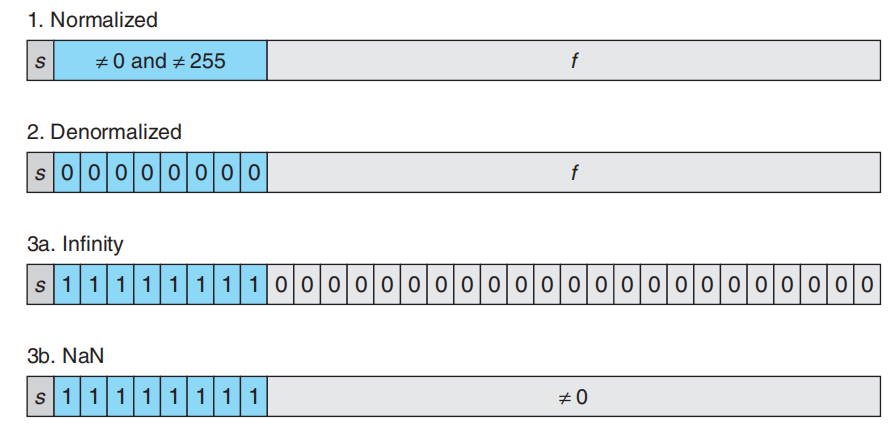 1. Normalized
s ≠ 0 and ≠ 255 f
2. Denormalized
s 0 0 0 0 0 0 0 0 f
3a. Infinity
s 1 1 1 1 1 1 1 1 0 0 0 0 0 0 0 0 0 0 0 0 0 0 0 0 0 0 0 0 0 0 0
3b. NaN
s 1 1 1 1 1 1 1 1 ≠ 0